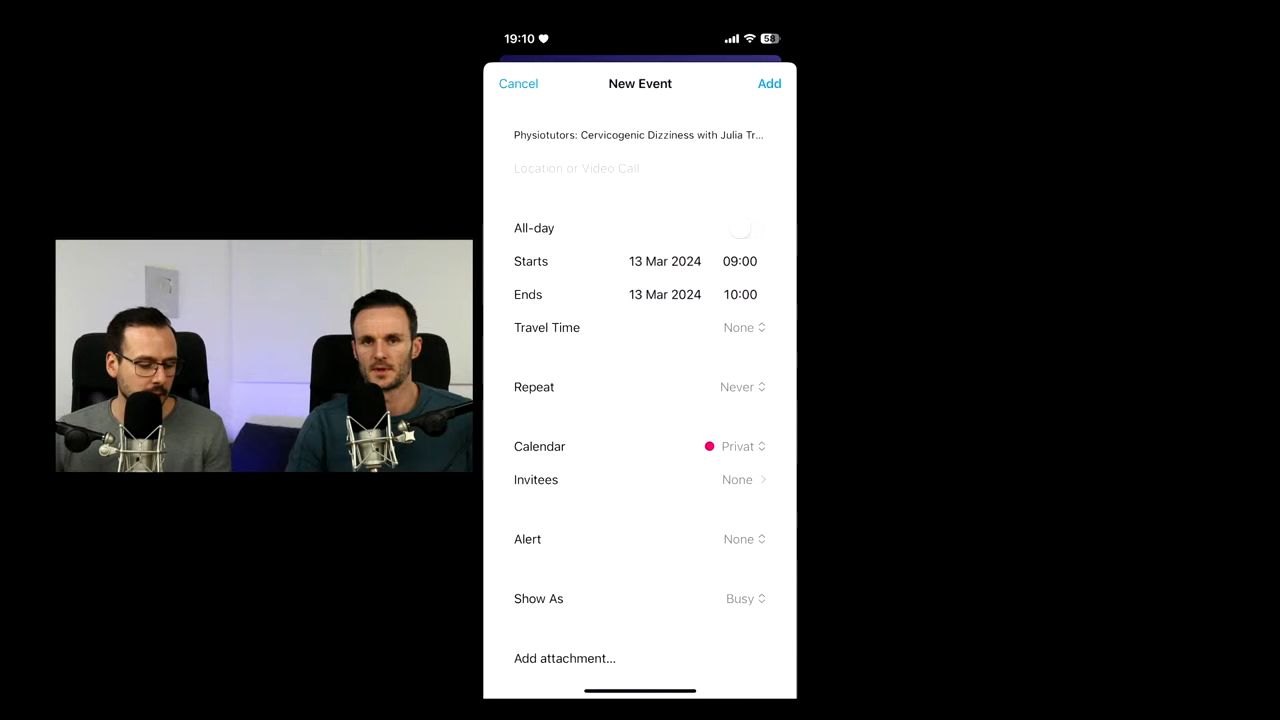 19:10
58
Cancel New Event Add
Physiotutors: Cervicogenic Dizziness with Julia Tr...
Location or Video Call
All-day
Starts 13 Mar 2024 09:00
Ends 13 Mar 2024 10:00
Travel Time None
Repeat Never
Calendar Privat
Invitees None
Alert None
Show As Busy
Add attachment...